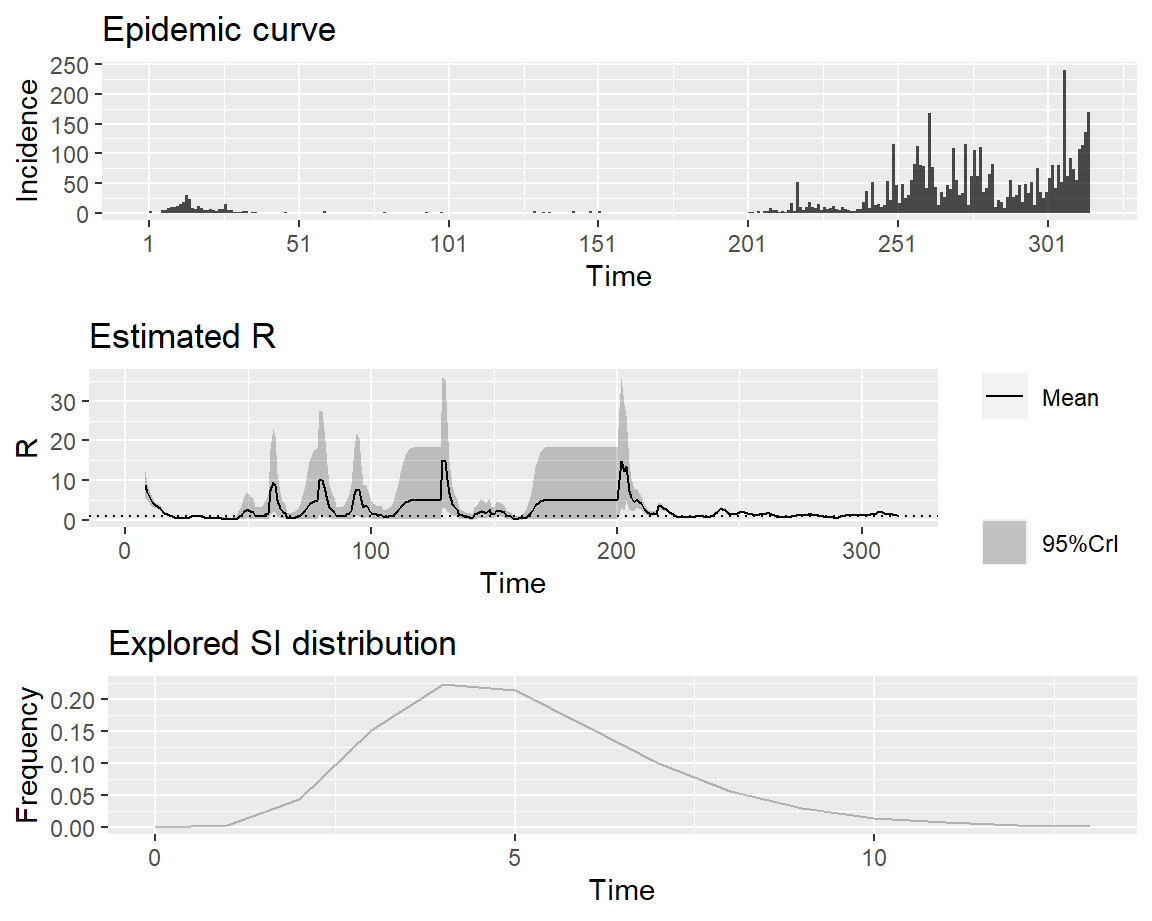 Epidemic curve
250
200
150
100
50
0
Incidence
1 51 101 151 201 251 301
Time
Estimated R
30
20
10
0
R
0 100 200 300
Time
Mean
95%CrI
Explored SI distribution
0.20
0.15
0.10
0.05
0.00
Frequency
0 5 10
Time